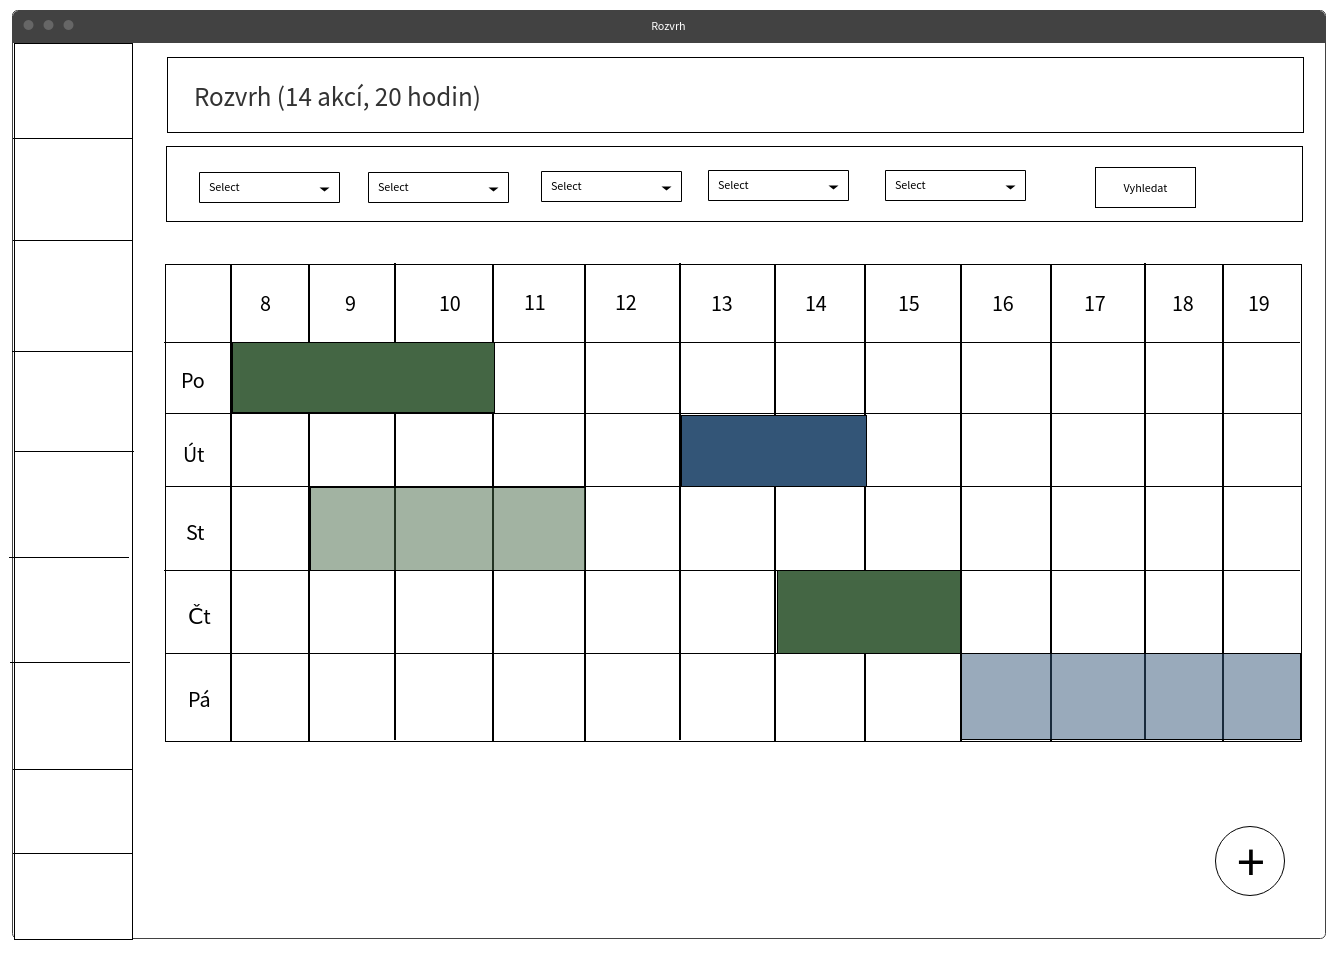 Rozvrh
Rozvrh (14 akcí, 20 hodin)
Select Select Select Select Select Vyhledat
8 9 10 11 12 13 14 15 16 17 18 19
Po
Út
St
Čt
Pá
+